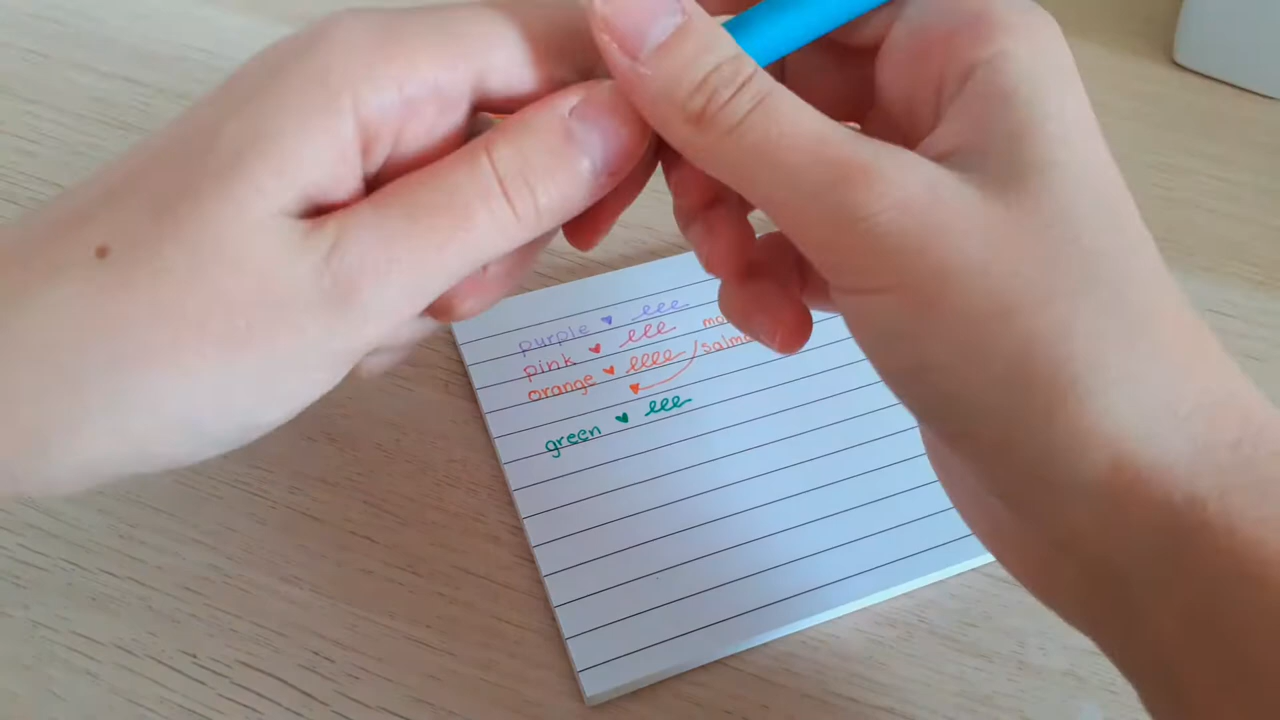 purple ♥
pink ♥
orange ♥
green ♥